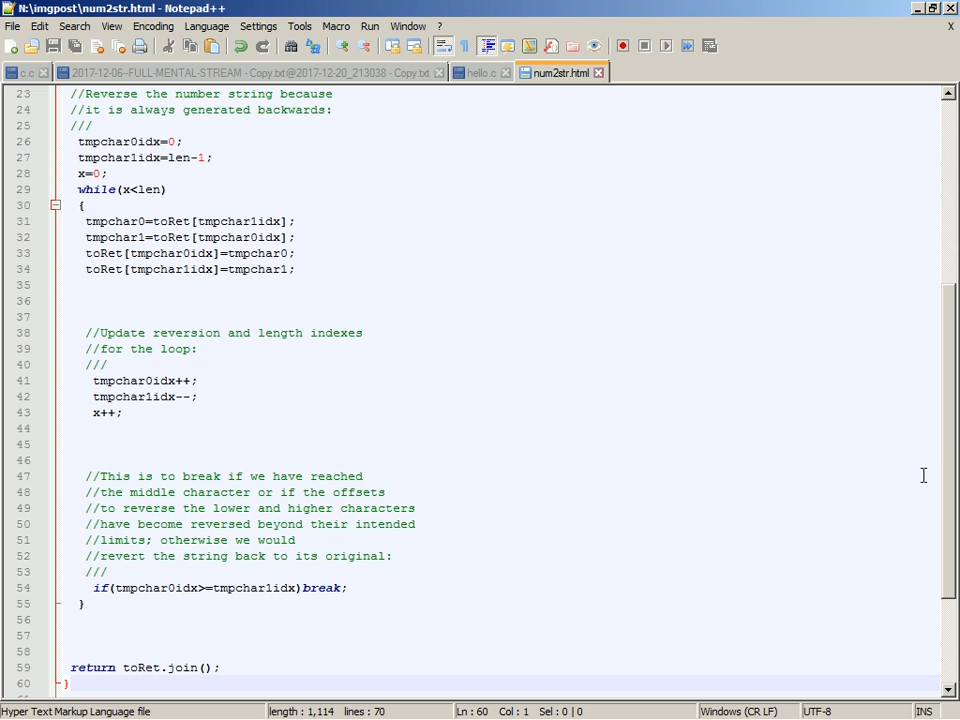 N:\imgpost\num2str.html - Notepad++
File Edit Search View Encoding Language Settings Tools Macro Run Window ? X
c.c 2017-12-06--FULL-MENTAL-STREAM - Copy.txt@2017-12-20_213038 - Copy.txt hello.c num2str.html
23 //Reverse the number string because
24 //it is always generated backwards:
25 ///
26 tmpchar0idx=0;
27 tmpchar1idx=len-1;
28 x=0;
29 while(x<len)
30 {
31 tmpchar0=toRet[tmpchar1idx];
32 tmpchar1=toRet[tmpchar0idx];
33 toRet[tmpchar0idx]=tmpchar0;
34 toRet[tmpchar1idx]=tmpchar1;
35
36
37
38 //Update reversion and length indexes
39 //for the loop:
40 ///
41 tmpchar0idx++;
42 tmpchar1idx--;
43 x++;
44
45
46
47 //This is to break if we have reached
48 //the middle character or if the offsets
49 //to reverse the lower and higher characters
50 //have become reversed beyond their intended
51 //limits; otherwise we would
52 //revert the string back to its original:
53 ///
54 if(tmpchar0idx>=tmpchar1idx)break;
55 }
56
57
58
59 return toRet.join();
60 }
Hyper Text Markup Language file length : 1,114 lines : 70 Ln : 60 Col : 1 Sel : 0 | 0 Windows (CR LF) UTF-8 INS